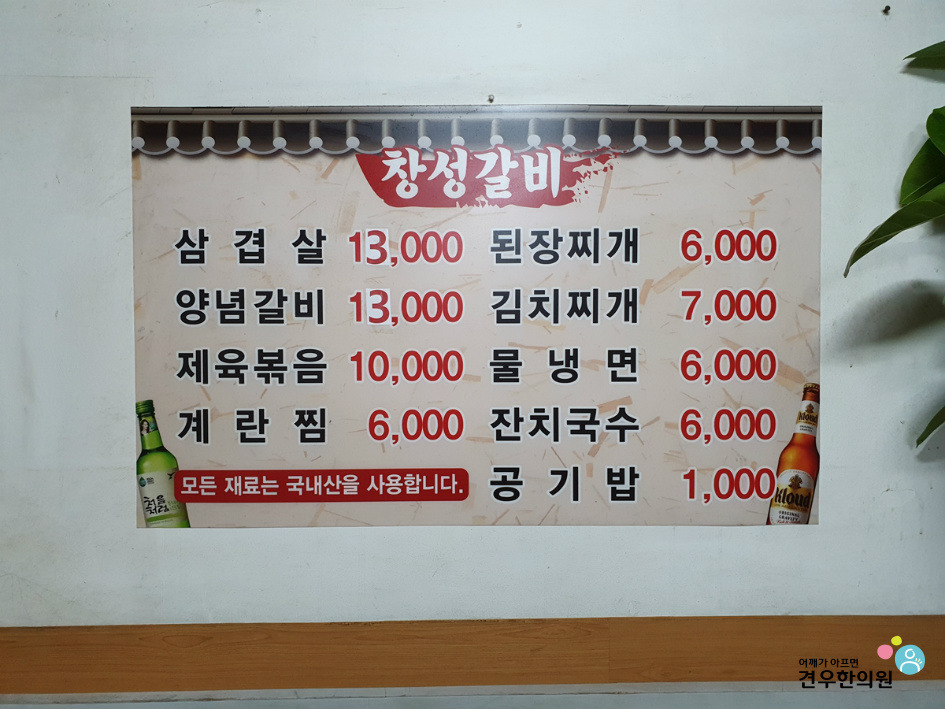 창성갈비
삼겹살 13,000
양념갈비 13,000
제육볶음 10,000
계란찜 6,000
모든 재료는 국내산을 사용합니다.
된장찌개 6,000
김치찌개 7,000
물냉면 6,000
잔치국수 6,000
공기밥 1,000
처음
처럼
kloud
kloud
ORIGINAL
어깨가 아프면
견우한의원